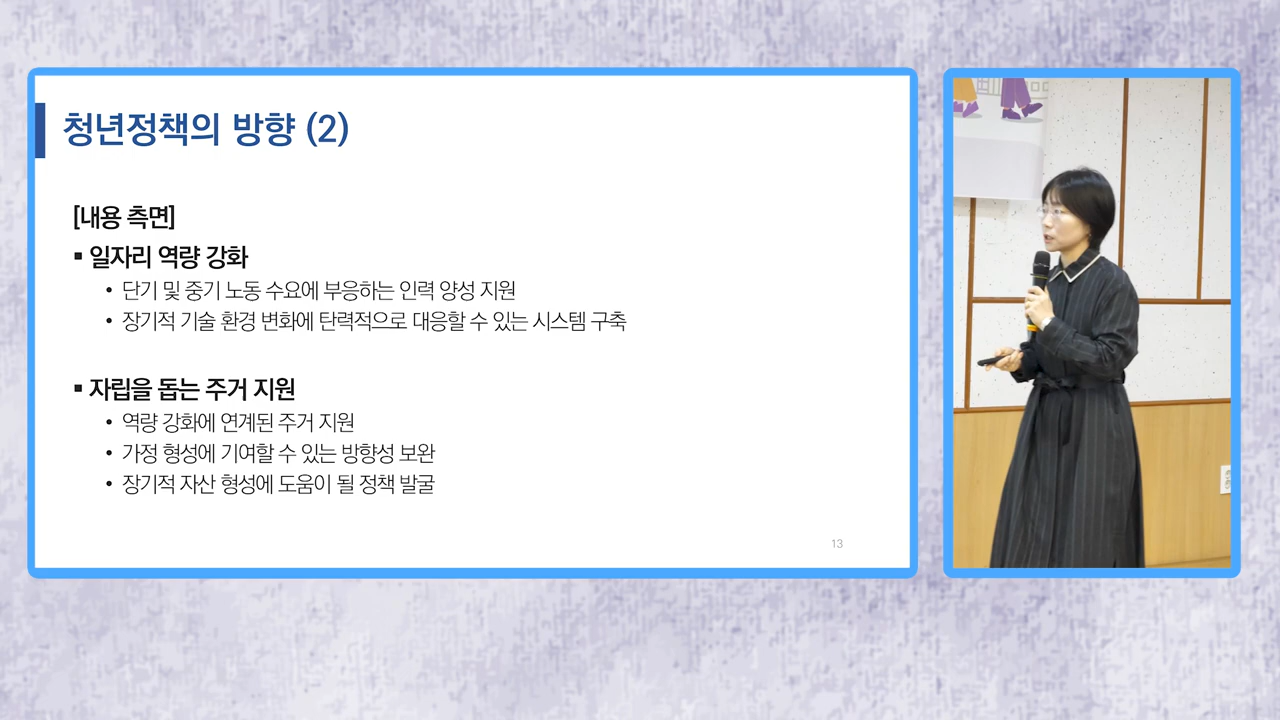 청년정책의 방향 (2)
[내용 측면]
▪ 일자리 역량 강화
• 단기 및 중기 노동 수요에 부응하는 인력 양성 지원
• 장기적 기술 환경 변화에 탄력적으로 대응할 수 있는 시스템 구축
▪ 자립을 돕는 주거 지원
• 역량 강화에 연계된 주거 지원
• 가정 형성에 기여할 수 있는 방향성 보완
• 장기적 자산 형성에 도움이 될 정책 발굴
13